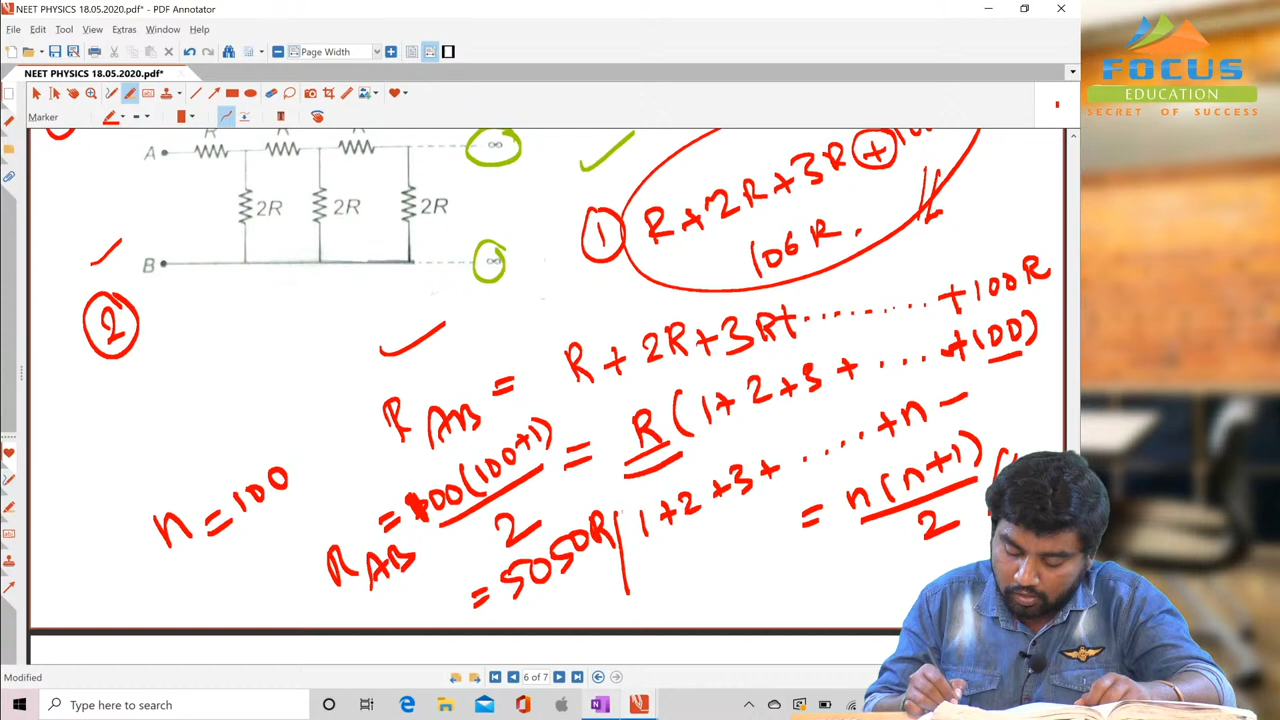 NEET PHYSICS 18.05.2020.pdf* - PDF Annotator
File Edit Tool View Extras Window Help
Page Width
NEET PHYSICS 18.05.2020.pdf*
Marker
FOCUS
EDUCATION
SECRET OF SUCCESS
R
A
∞
2R 2R 2R
B
∞
1 R+2R+3R+
106R.
2
R AB = R+2R+3R+........+100R
= R(1+2+3+....+100)
n=100
= 100(100+1)
2
1+2+3+.....+n
= n(n+1)
2
R AB
= 5050R
Modified
6 of 7
Type here to search